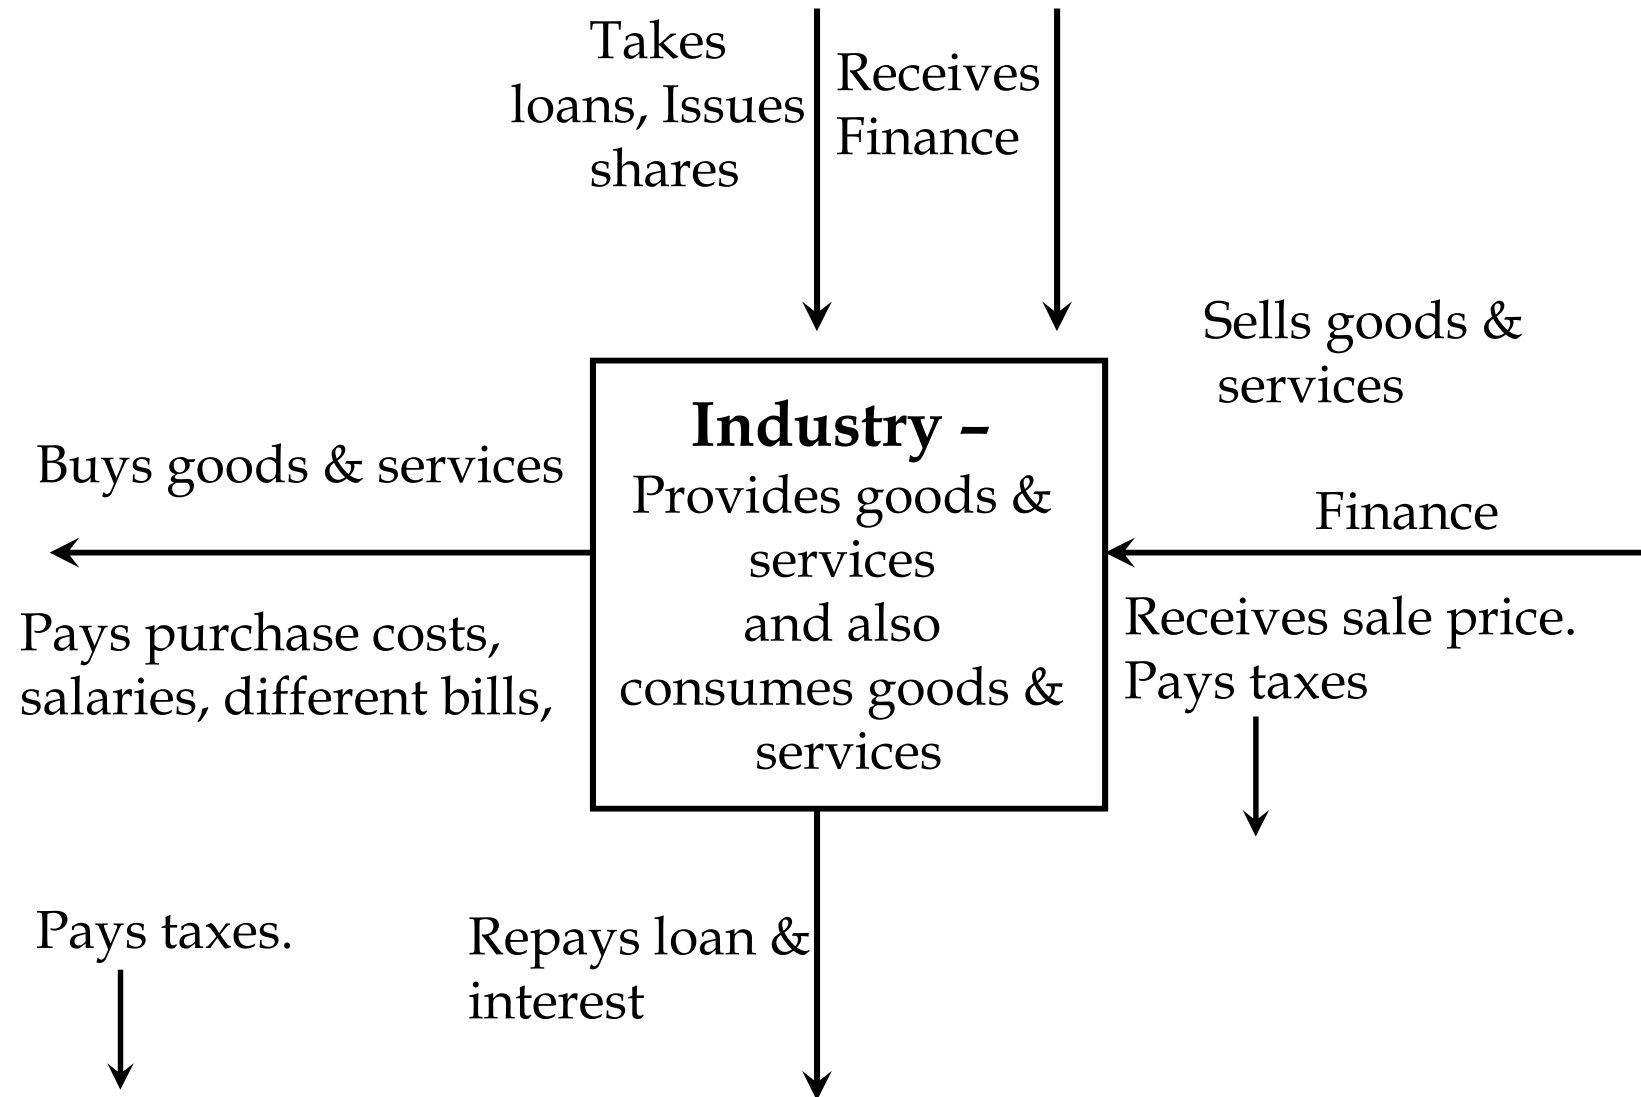 Takes
loans, Issues
shares
Receives
Finance
Sells goods &
services
Industry –
Provides goods &
services
and also
consumes goods &
services
Buys goods & services
Pays purchase costs,
salaries, different bills,
Finance
Receives sale price.
Pays taxes
Pays taxes.
Repays loan &
interest